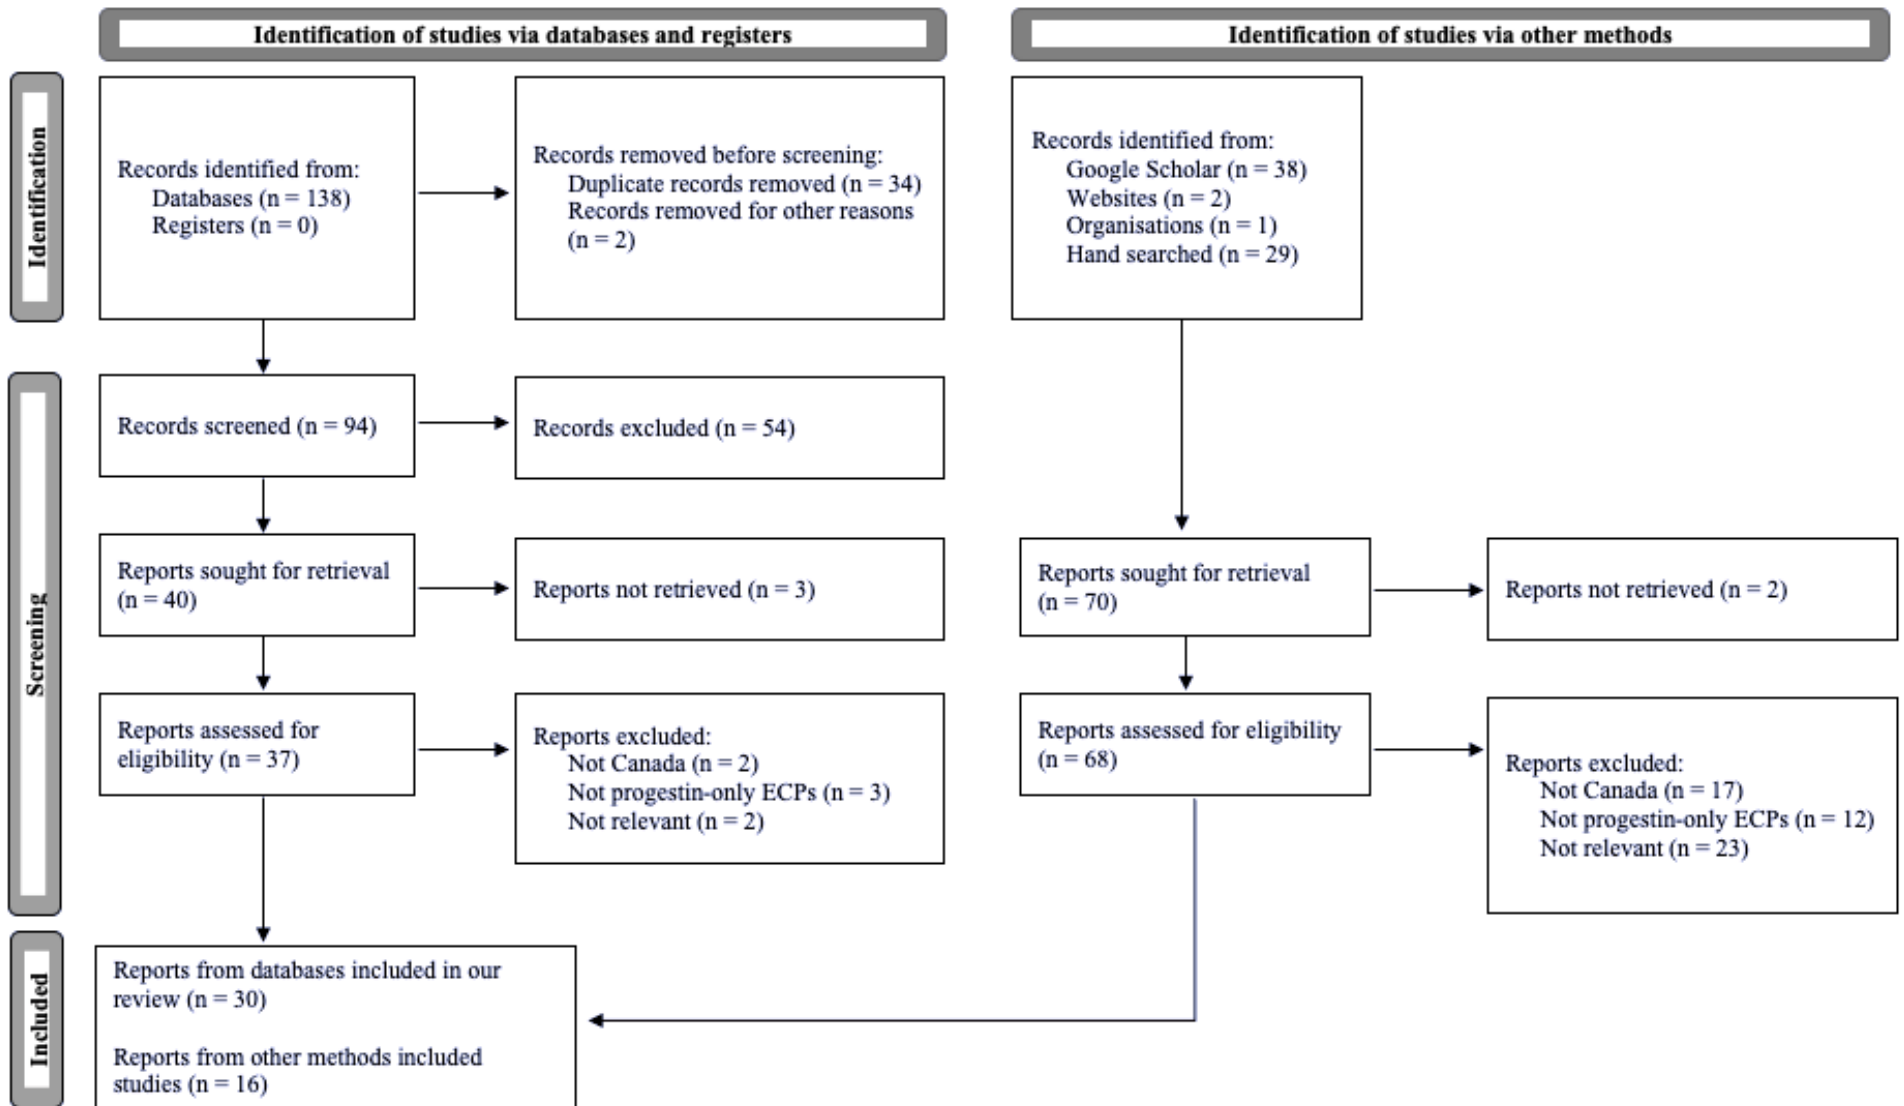 Identification of studies via databases and registers
Identification of studies via other methods
Identification
Records identified from:
Databases (n = 138)
Registers (n = 0)
Records removed before screening:
Duplicate records removed (n = 34)
Records removed for other reasons
(n = 2)
Records identified from:
Google Scholar (n = 38)
Websites (n = 2)
Organisations (n = 1)
Hand searched (n = 29)
Screening
Records screened (n = 94)
Records excluded (n = 54)
Reports sought for retrieval
(n = 40)
Reports not retrieved (n = 3)
Reports sought for retrieval
(n = 70)
Reports not retrieved (n = 2)
Reports assessed for
eligibility (n = 37)
Reports excluded:
Not Canada (n = 2)
Not progestin-only ECPs (n = 3)
Not relevant (n = 2)
Reports assessed for eligibility
(n = 68)
Reports excluded:
Not Canada (n = 17)
Not progestin-only ECPs (n = 12)
Not relevant (n = 23)
Included
Reports from databases included in our
review (n = 30)
Reports from other methods included
studies (n = 16)